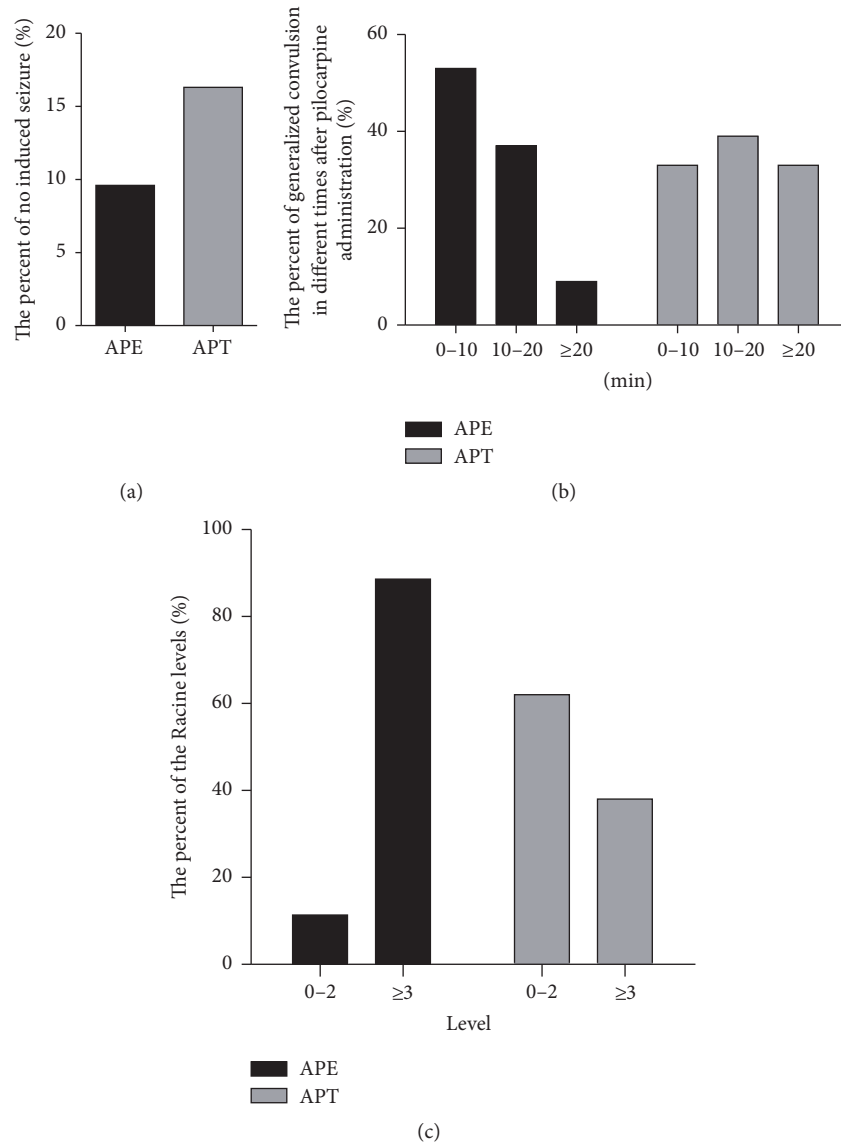 The percent of no induced seizure (%)
20
15
10
5
0
APE
APT
(a)
The percent of generalized convulsion
in different times after pilocarpine
administration (%)
60
40
20
0
0–10
10–20
≥20
0–10
10–20
≥20
(min)
APE
APT
(b)
The percent of the Racine levels (%)
100
80
60
40
20
0
0–2
≥3
0–2
≥3
Level
APE
APT
(c)